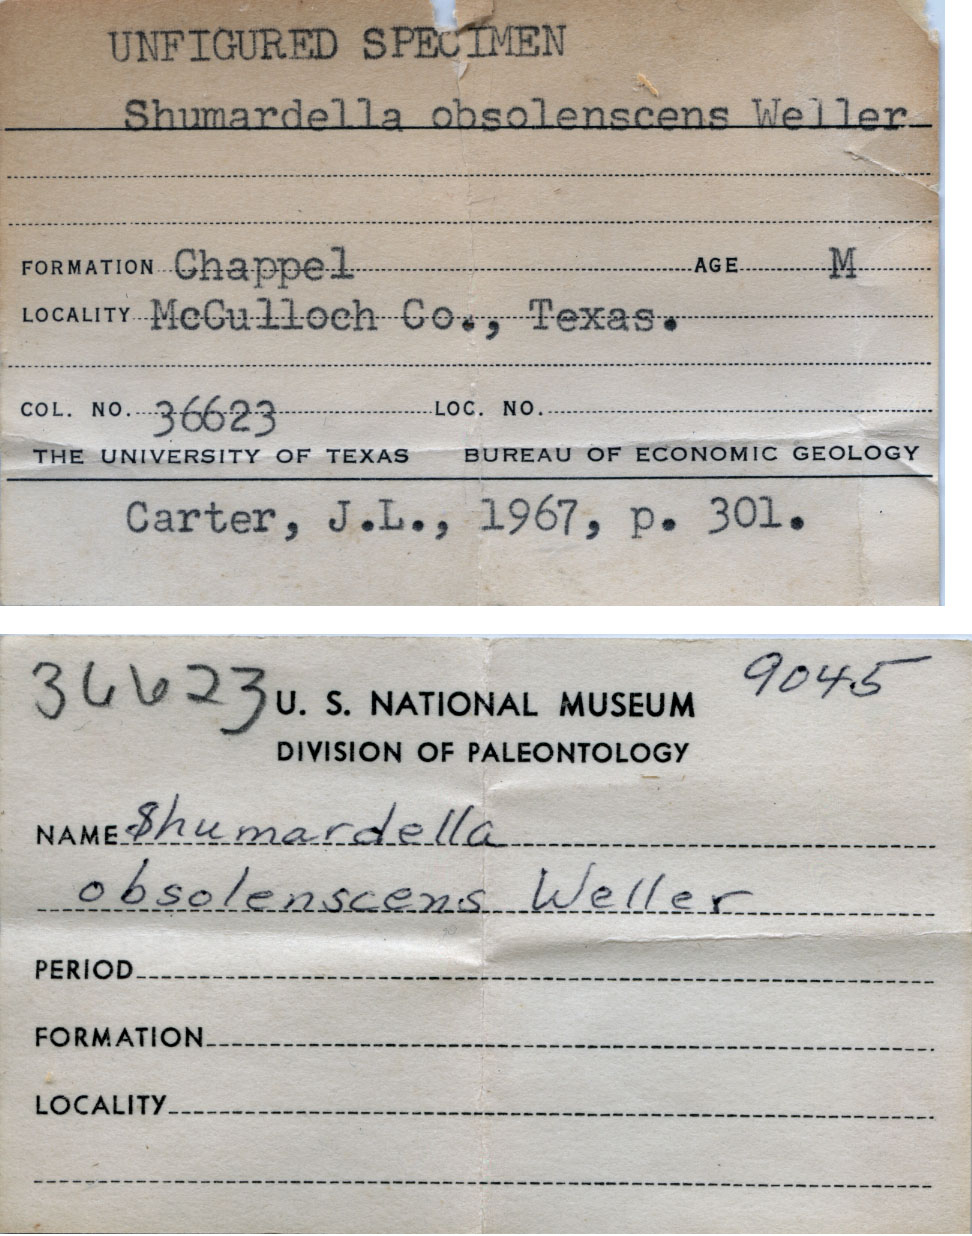 UNFIGURED SPECIMEN
Shumardella obsolenscens Weller
FORMATION Chappel AGE M
LOCALITY McCulloch Co., Texas.
COL. NO. 36623 LOC. NO.
THE UNIVERSITY OF TEXAS BUREAU OF ECONOMIC GEOLOGY
Carter, J.L., 1967, p. 301.
36623 U. S. NATIONAL MUSEUM 9045
DIVISION OF PALEONTOLOGY
NAME Shumardella
obsolenscens Weller
PERIOD
FORMATION
LOCALITY